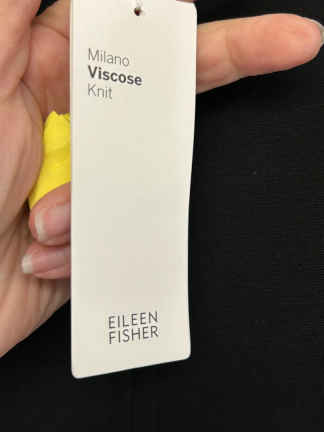 Milano
Viscose
Knit
EILEEN
FISHER